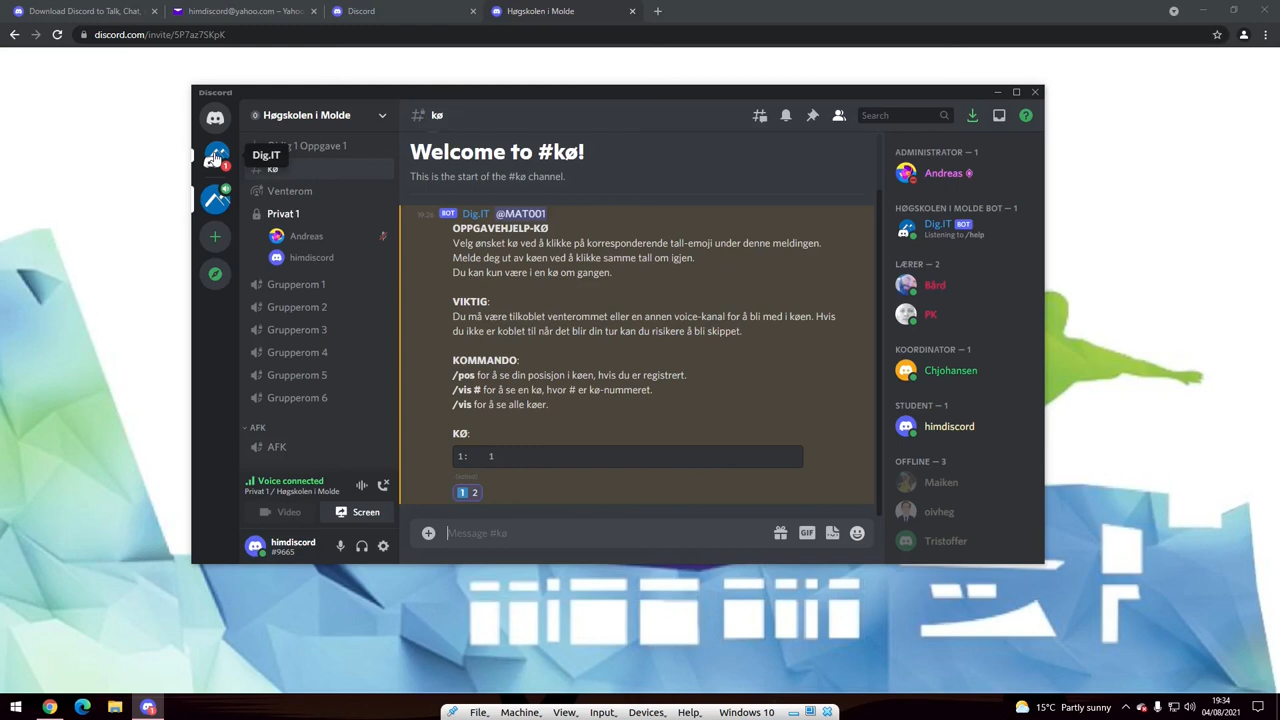 Download Discord to Talk, Chat,
himdiscord@yahoo.com – Yahoo
Discord
Høgskolen i Molde
discord.com/invite/5P7az7SKpK
Discord
Høgskolen i Molde
kø
Search
1
Dig.IT
1 Oppgave 1
kø
Venterom
Privat 1
Andreas
himdiscord
Grupperom 1
Grupperom 2
Grupperom 3
Grupperom 4
Grupperom 5
Grupperom 6
AFK
AFK
Voice connected
Privat 1 / Høgskolen i Molde
Video
Screen
himdiscord
#9665
Welcome to #kø!
This is the start of the #kø channel.
19:26 BOT Dig.IT @MAT001
OPPGAVEHJELP-KØ
Velg ønsket kø ved å klikke på korresponderende tall-emoji under denne meldingen.
Melde deg ut av køen ved å klikke samme tall om igjen.
Du kan kun være i en kø om gangen.
VIKTIG:
Du må være tilkoblet venterommet eller en annen voice-kanal for å bli med i køen. Hvis
du ikke er koblet til når det blir din tur kan du risikere å bli skippet.
KOMMANDO:
/pos for å se din posisjon i køen, hvis du er registrert.
/vis # for å se en kø, hvor # er kø-nummeret.
/vis for å se alle køer.
KØ:
1: 1
1 2
Message #kø
GIF
ADMINISTRATOR — 1
Andreas
HØGSKOLEN I MOLDE BOT — 1
Dig.IT BOT
Listening to /help
LÆRER — 2
Bård
PK
KOORDINATOR — 1
Chjohansen
STUDENT — 1
himdiscord
OFFLINE — 3
Maiken
oivheg
Tristoffer
15°C Partly sunny
19:34
04/08/2021
File
Machine
View
Input
Devices
Help
Windows 10